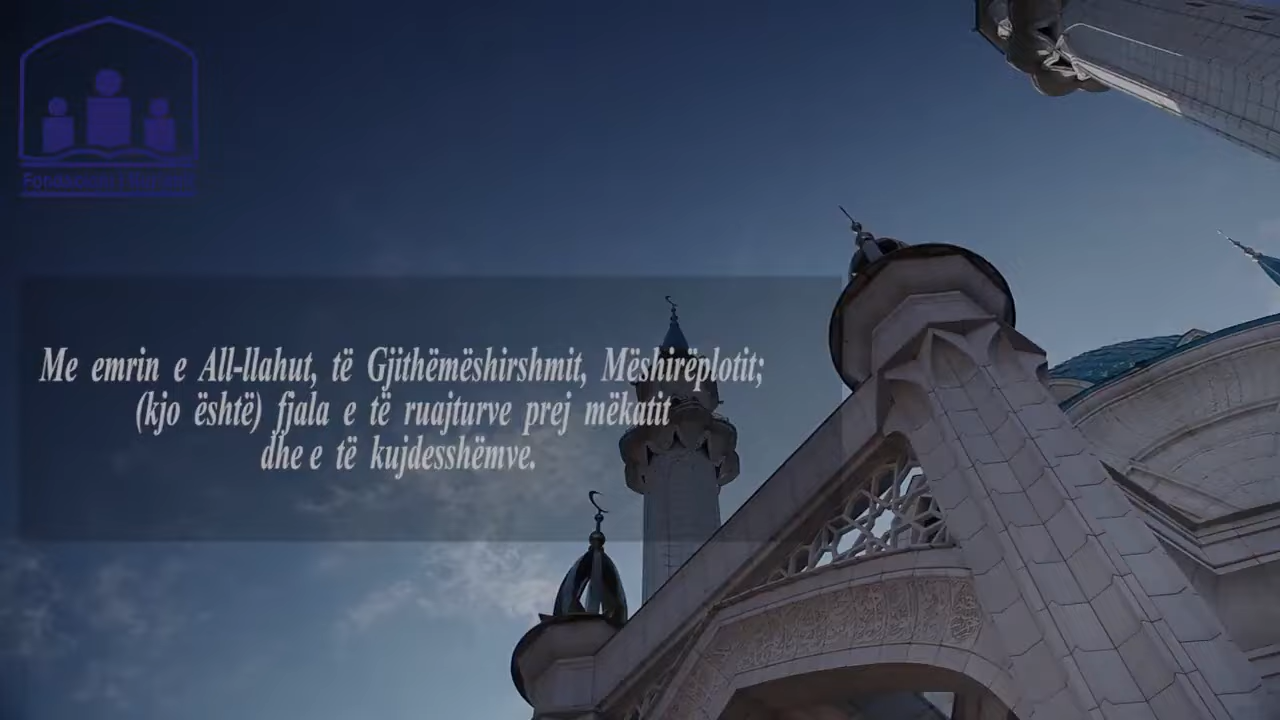 Me emrin e All-llahut, të Gjithëmëshirshmit, Mëshirëplotit;
(kjo është) fjala e të ruajturve prej mëkatit
dhe e të kujdesshëmve.